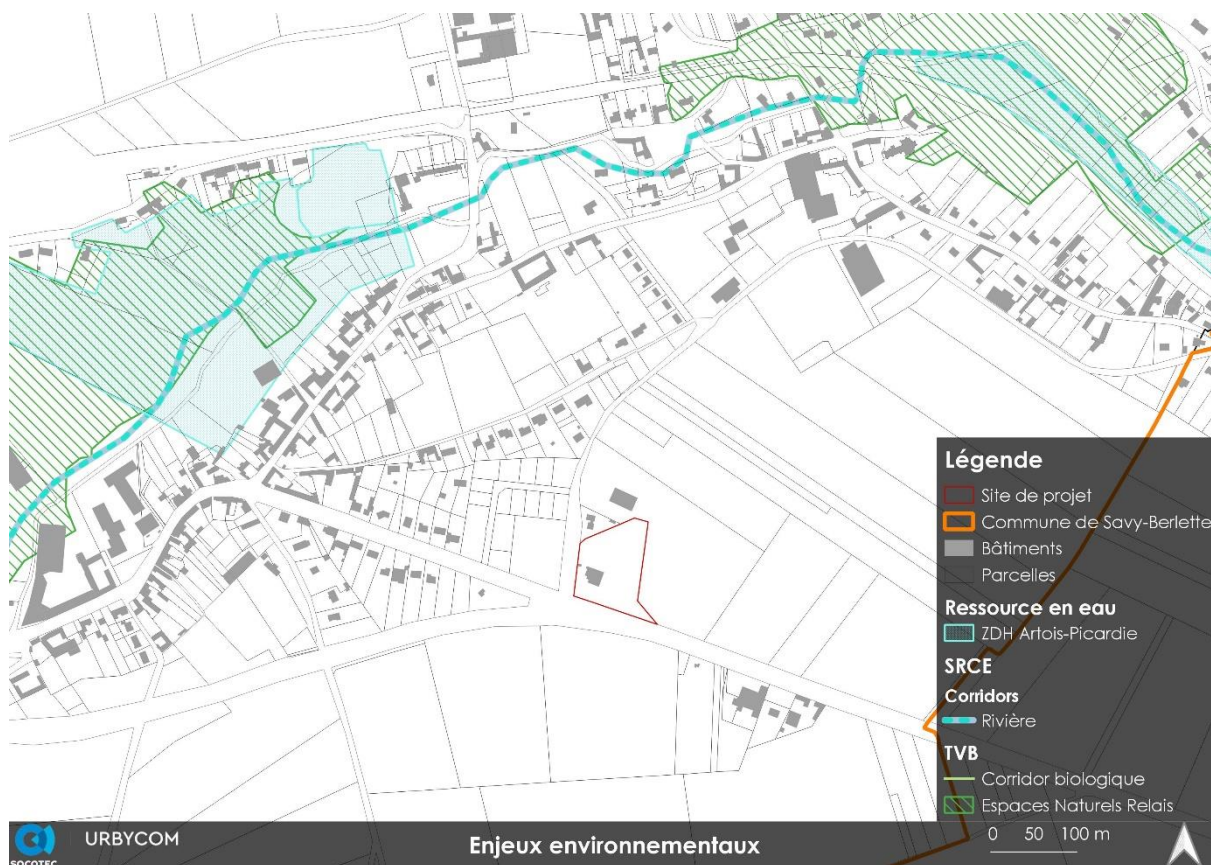 Légende
Site de projet
Commune de Savy-Berlette
Bâtiments
Parcelles
Ressource en eau
ZDH Artois-Picardie
SRCE
Corridors
Rivière
TVB
Corridor biologique
Espaces Naturels Relais
0 50 100 m
SOCOTEC
URBYCOM
Enjeux environnementaux